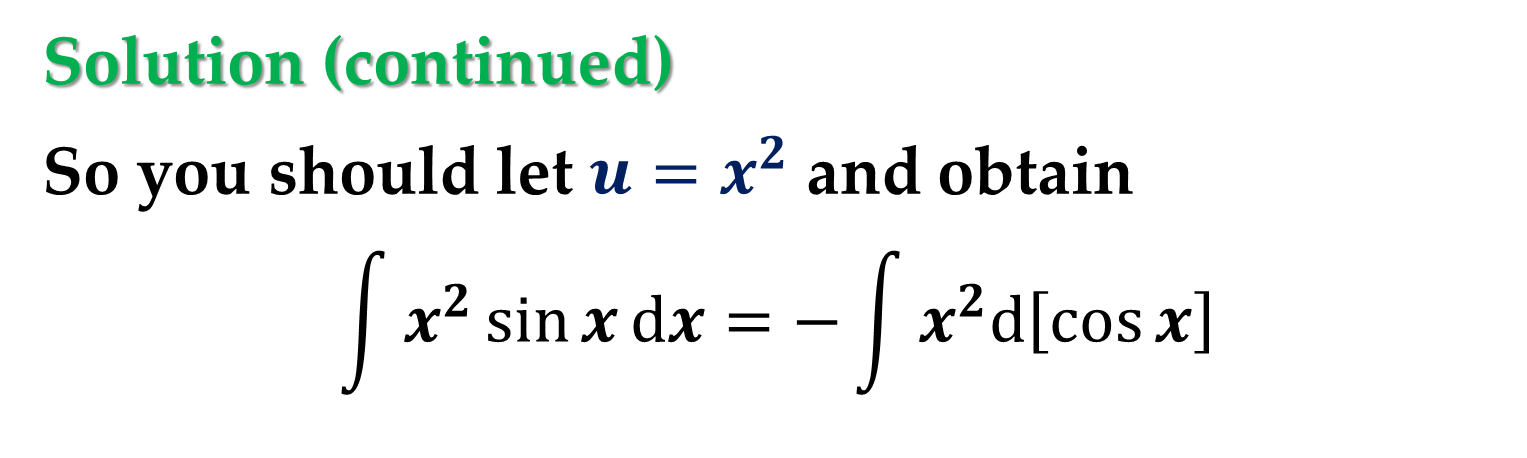 Solution (continued)
So you should let u = x² and obtain
∫ x² sin x dx = − ∫ x² d[cos x]